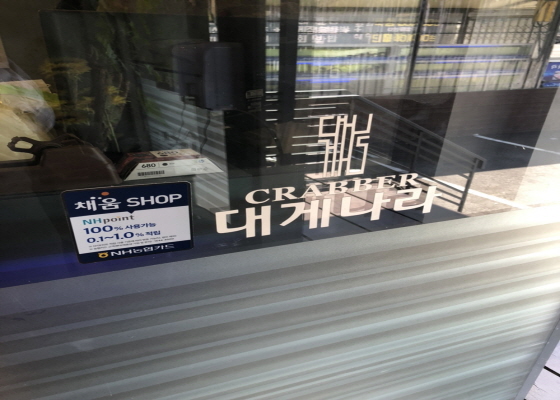 CRABBER
대게나라
680
채움 SHOP
NHpoint
100% 사용가능
0.1~1.0% 적립
NH농협카드